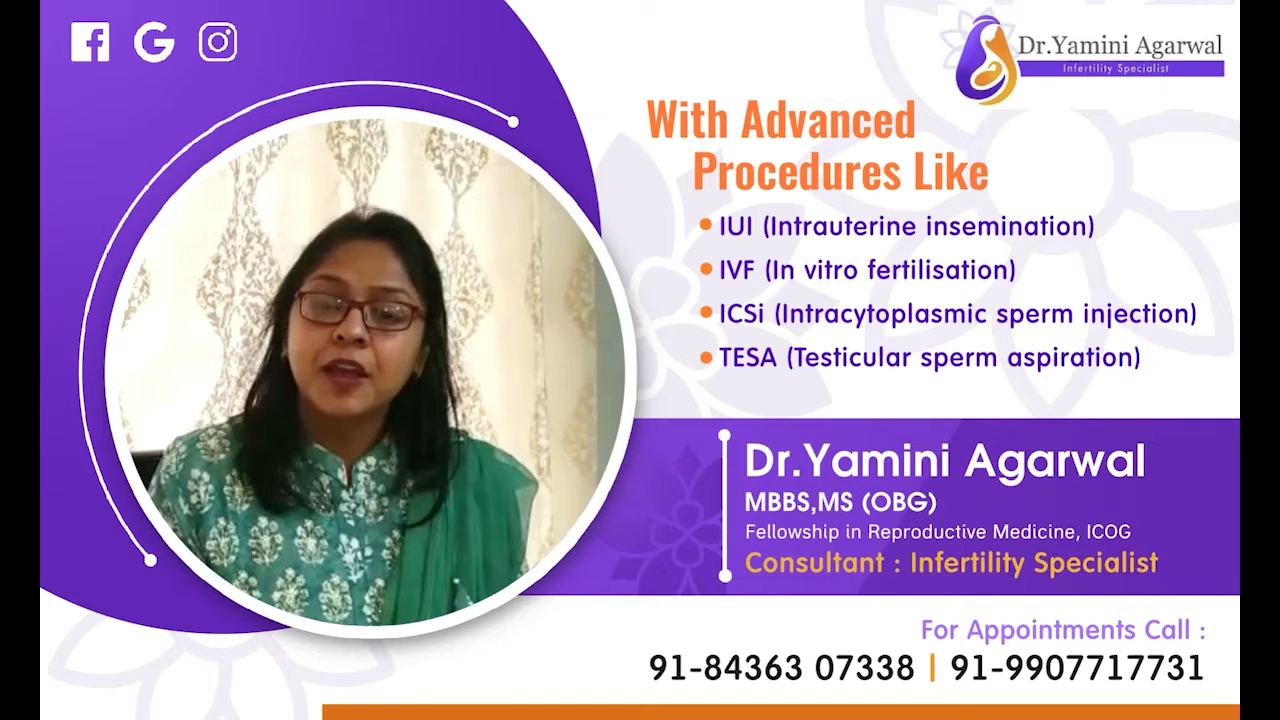 Dr.Yamini Agarwal
Infertility Specialist
With Advanced
Procedures Like
IUI (Intrauterine insemination)
IVF (In vitro fertilisation)
ICSi (Intracytoplasmic sperm injection)
TESA (Testicular sperm aspiration)
Dr.Yamini Agarwal
MBBS,MS (OBG)
Fellowship in Reproductive Medicine, ICOG
Consultant : Infertility Specialist
For Appointments Call :
91-84363 07338 | 91-9907717731